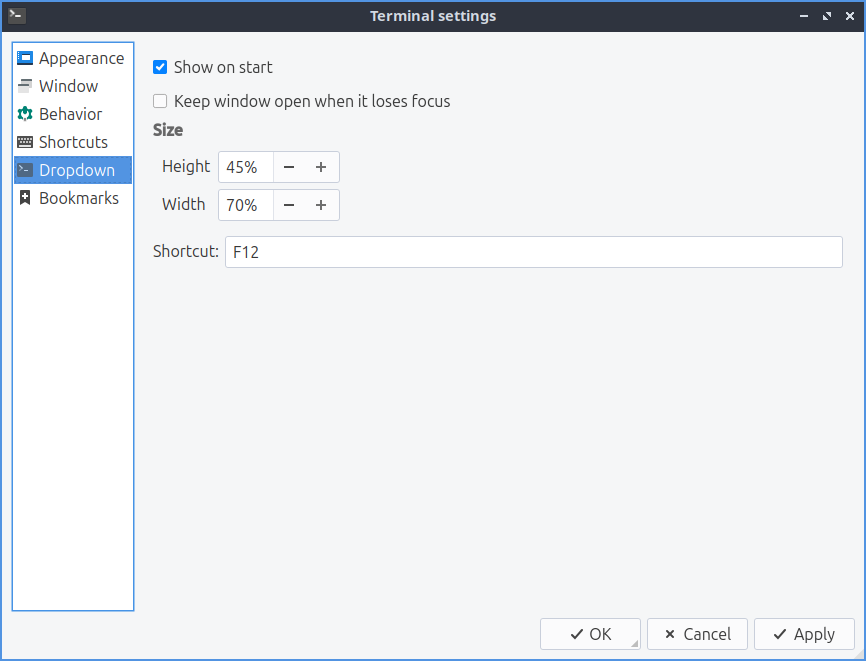 Terminal settings
Appearance
Window
Behavior
Shortcuts
Dropdown
Bookmarks
Show on start
Keep window open when it loses focus
Size
Height 45%
Width 70%
Shortcut: F12
OK Cancel Apply